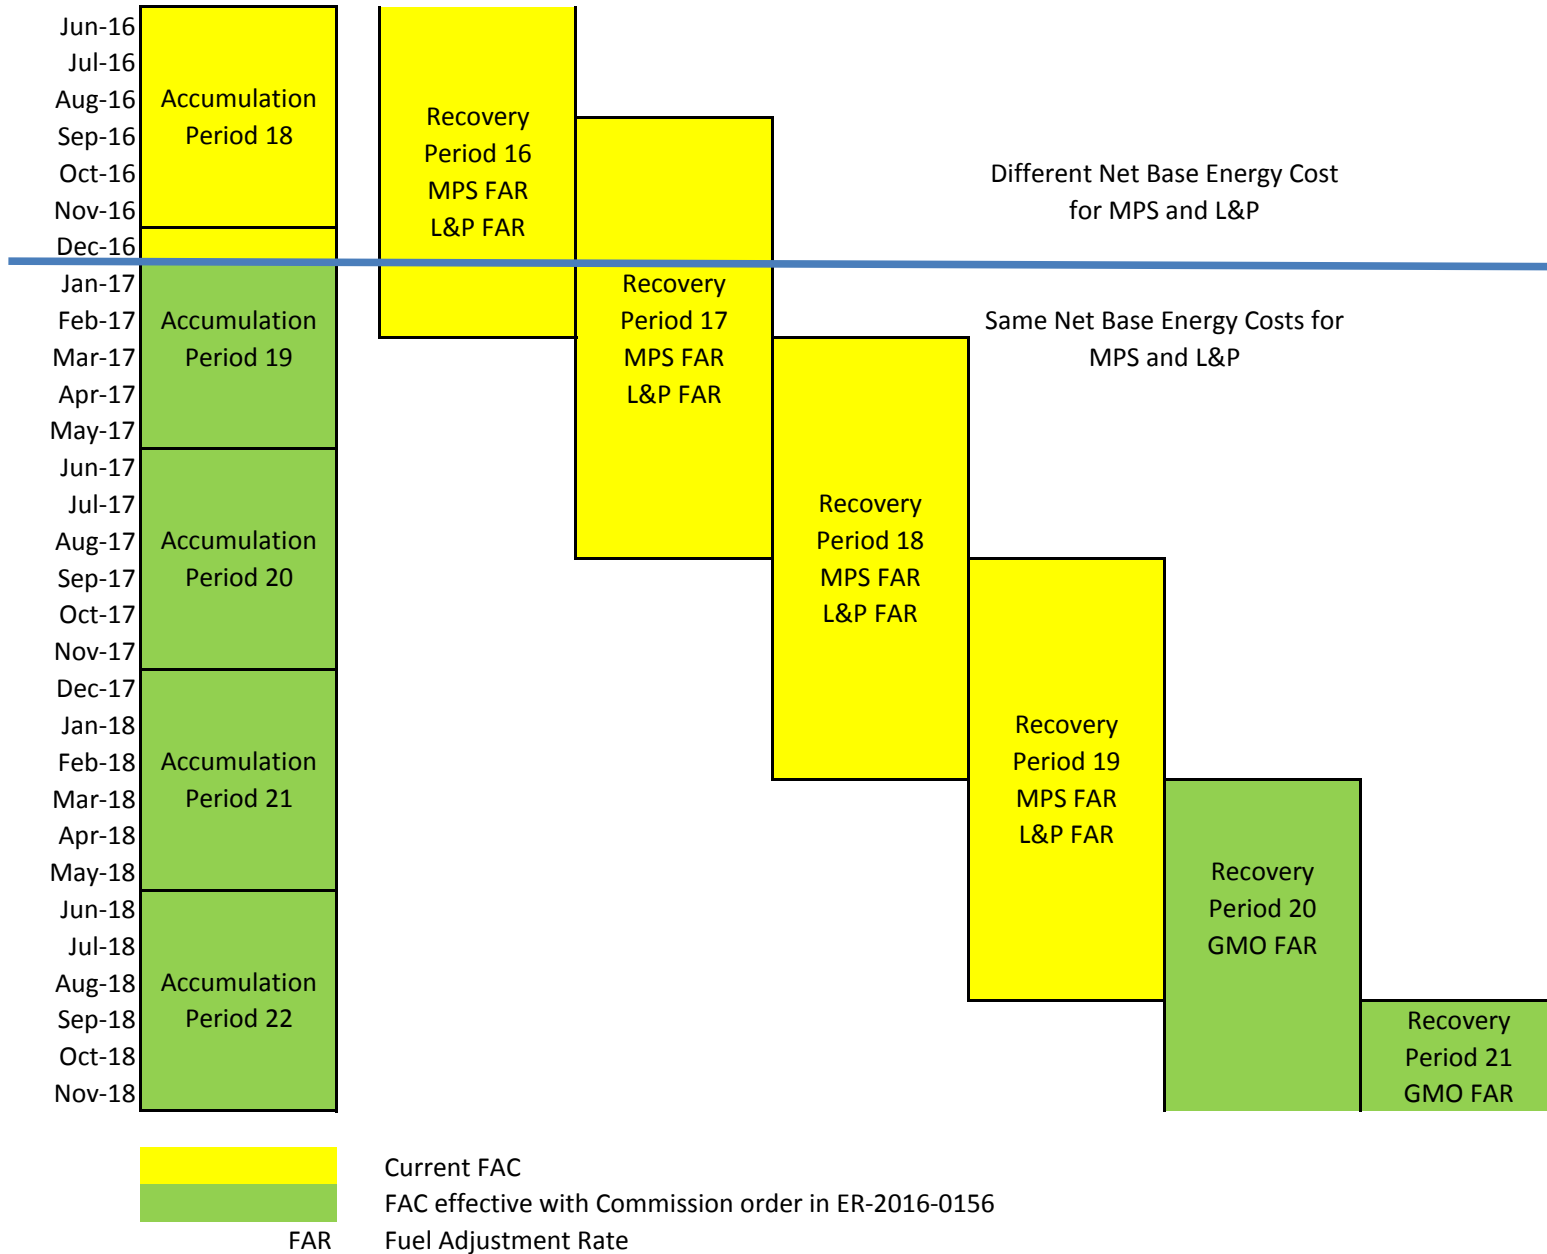 Jun-16
Jul-16
Aug-16
Sep-16
Oct-16
Nov-16
Dec-16
Jan-17
Feb-17
Mar-17
Apr-17
May-17
Jun-17
Jul-17
Aug-17
Sep-17
Oct-17
Nov-17
Dec-17
Jan-18
Feb-18
Mar-18
Apr-18
May-18
Jun-18
Jul-18
Aug-18
Sep-18
Oct-18
Nov-18
Accumulation
Period 18
Accumulation
Period 19
Accumulation
Period 20
Accumulation
Period 21
Accumulation
Period 22
Recovery
Period 16
MPS FAR
L&P FAR
Recovery
Period 17
MPS FAR
L&P FAR
Recovery
Period 18
MPS FAR
L&P FAR
Recovery
Period 19
MPS FAR
L&P FAR
Recovery
Period 20
GMO FAR
Recovery
Period 21
GMO FAR
Different Net Base Energy Cost
for MPS and L&P
Same Net Base Energy Costs for
MPS and L&P
Current FAC
FAC effective with Commission order in ER-2016-0156
FAR Fuel Adjustment Rate